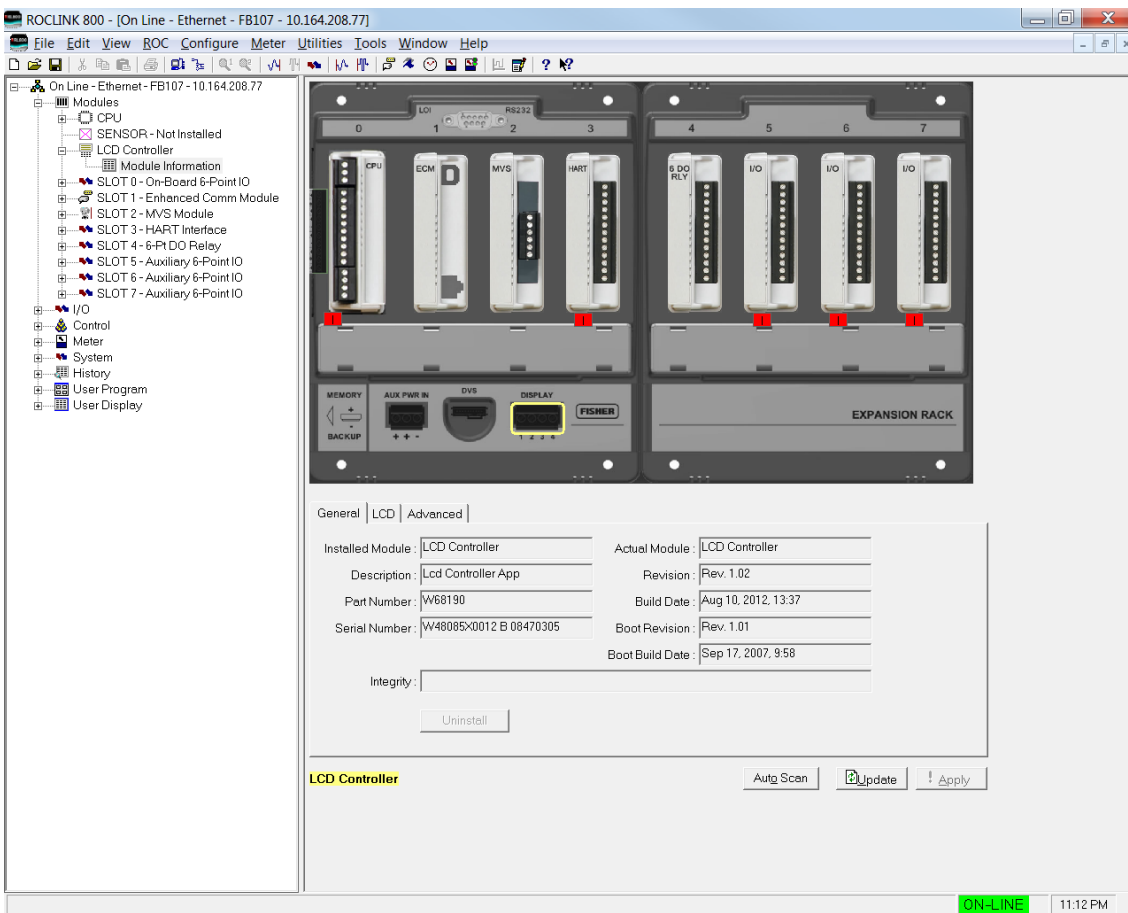 ROCLINK 800 - [On Line - Ethernet - FB107 - 10.164.208.77]
File Edit View ROC Configure Meter Utilities Tools Window Help
On Line - Ethernet - FB107 - 10.164.208.77
Modules
CPU
SENSOR - Not Installed
LCD Controller
Module Information
SLOT 0 - On-Board 6-Point IO
SLOT 1 - Enhanced Comm Module
SLOT 2 - MVS Module
SLOT 3 - HART Interface
SLOT 4 - 6-Pt DO Relay
SLOT 5 - Auxiliary 6-Point IO
SLOT 6 - Auxiliary 6-Point IO
SLOT 7 - Auxiliary 6-Point IO
I/O
Control
Meter
System
History
User Program
User Display
LOI RS232
0 1 2 3 4 5 6 7
CPU ECM MVS HART 6 DO RLY I/O I/O I/O
D
I I I I I
MEMORY BACKUP
AUX PWR IN
+ + -
DVS
DISPLAY
1 2 3 4
FISHER
EXPANSION RACK
General LCD Advanced
Installed Module : LCD Controller Actual Module : LCD Controller
Description : Lcd Controller App Revision : Rev. 1.02
Part Number : W68190 Build Date : Aug 10, 2012, 13:37
Serial Number : W48085X0012 B 08470305 Boot Revision : Rev. 1.01
Boot Build Date : Sep 17, 2007, 9:58
Integrity :
Uninstall
LCD Controller Auto Scan Update ! Apply
ON-LINE 11:12 PM